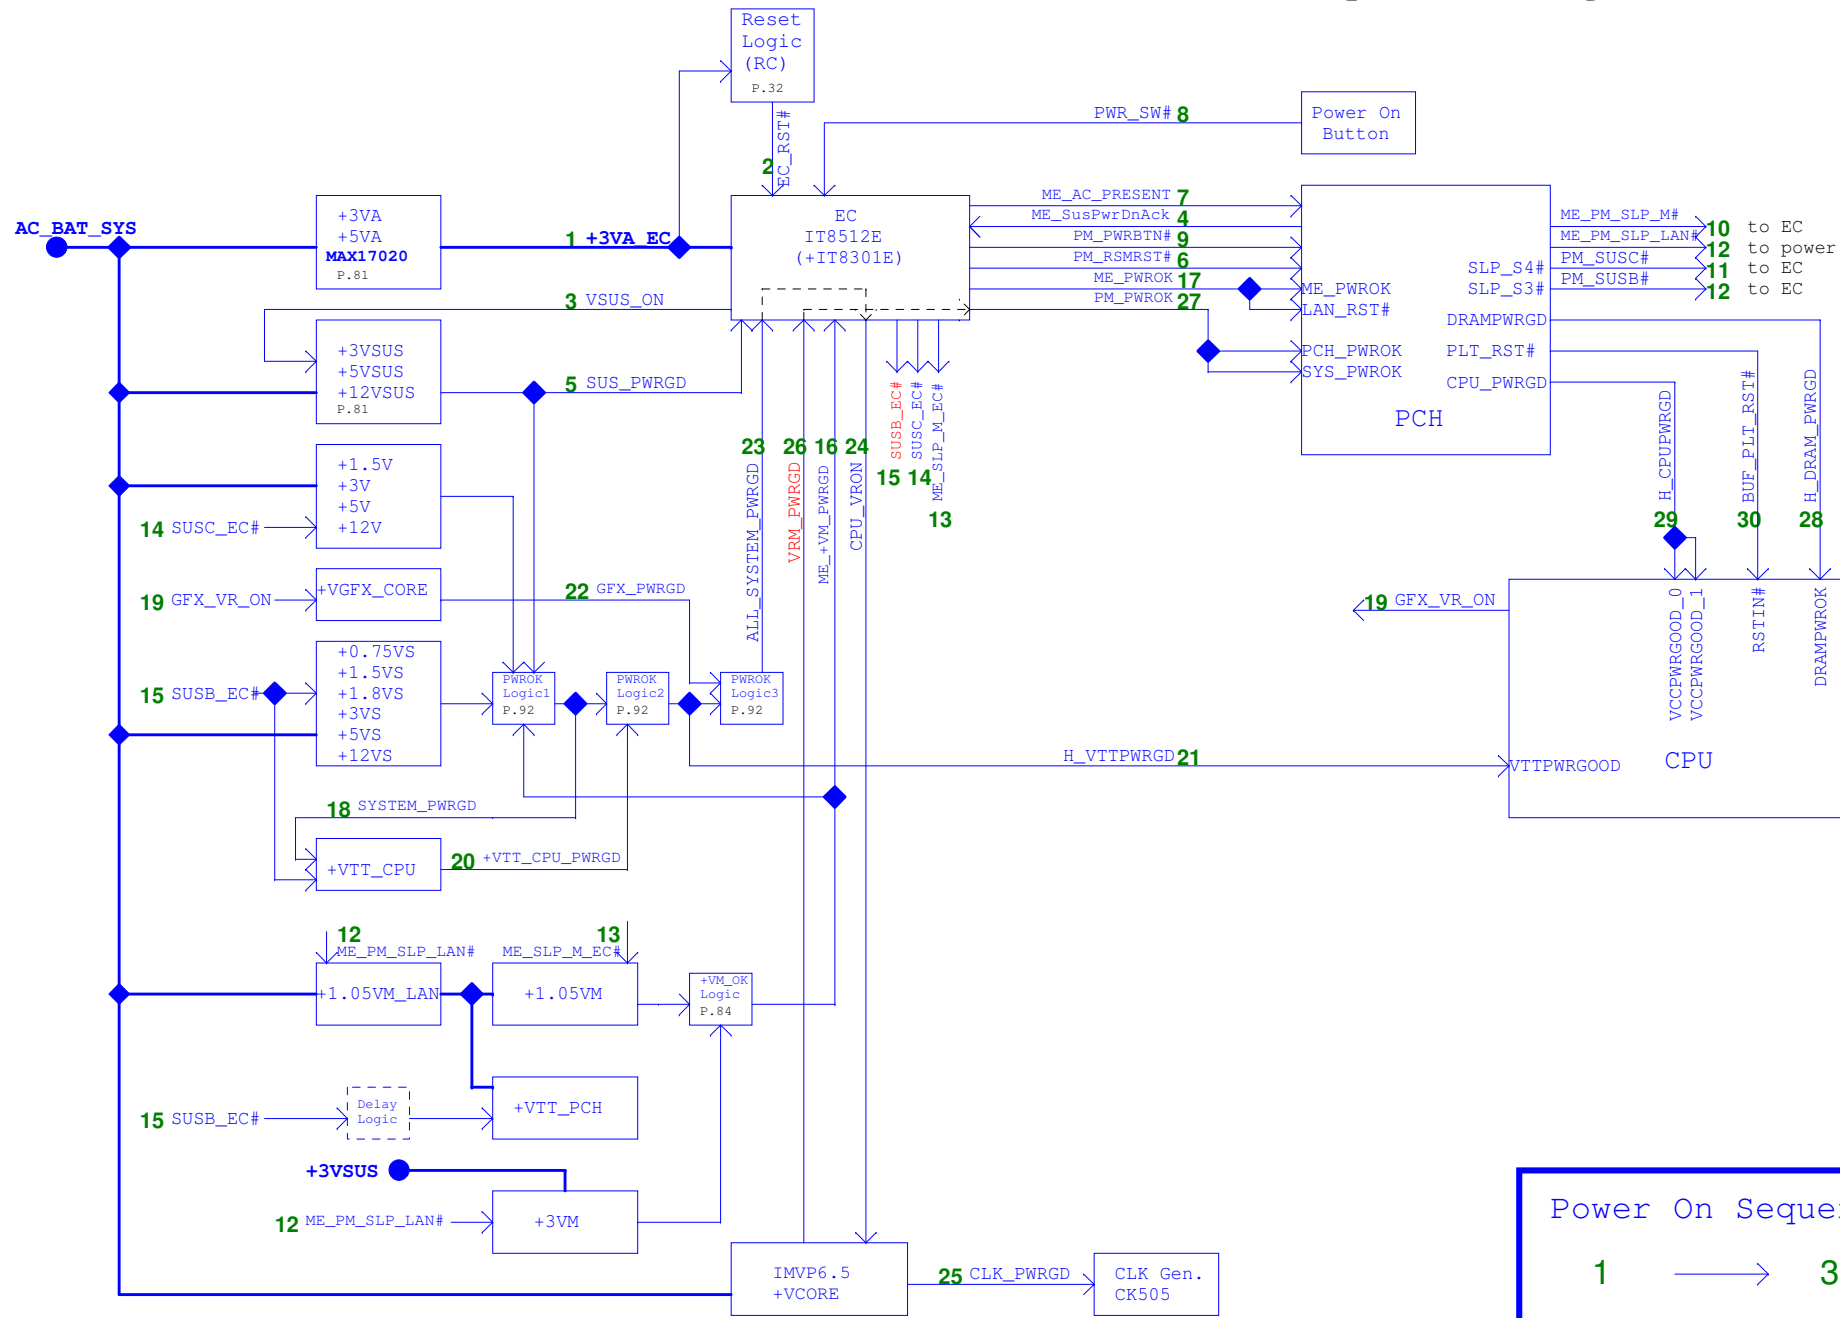 Reset
Logic
(RC)
P.32
EC_RST#
2
PWR_SW# 8
Power On
Button
AC_BAT_SYS
+3VA
+5VA
MAX17020
P.81
1 +3VA_EC
EC
IT8512E
(+IT8301E)
ME_AC_PRESENT 7
ME_SusPwrDnAck 4
PM_PWRBTN# 9
PM_RSMRST# 6
ME_PWROK 17
PM_PWROK 27
ME_PWROK
LAN_RST#
PCH_PWROK
SYS_PWROK
SLP_S4#
SLP_S3#
DRAMPWRGD
PLT_RST#
CPU_PWRGD
PCH
ME_PM_SLP_M# 10 to EC
ME_PM_SLP_LAN# 12 to power
PM_SUSC# 11 to EC
PM_SUSB# 12 to EC
3 VSUS_ON
+3VSUS
+5VSUS
+12VSUS
P.81
5 SUS_PWRGD
23
ALL_SYSTEM_PWRGD
26
VRM_PWRGD
16
ME_+VM_PWRGD
24
CPU_VRON
SUSB_EC#
15
SUSC_EC#
14
ME_SLP_M_EC#
13
H_CPUPWRGD
29
BUF_PLT_RST#
30
H_DRAM_PWRGD
28
+1.5V
+3V
+5V
+12V
14 SUSC_EC#
19 GFX_VR_ON
+VGFX_CORE
22 GFX_PWRGD
19 GFX_VR_ON
VCCPWRGOOD_0
VCCPWRGOOD_1
RSTIN#
DRAMPWROK
VTTPWRGOOD
CPU
15 SUSB_EC#
+0.75VS
+1.5VS
+1.8VS
+3VS
+5VS
+12VS
PWROK
Logic1
P.92
PWROK
Logic2
P.92
PWROK
Logic3
P.92
H_VTTPWRGD 21
18 SYSTEM_PWRGD
+VTT_CPU
20 +VTT_CPU_PWRGD
12
ME_PM_SLP_LAN#
13
ME_SLP_M_EC#
+1.05VM_LAN
+1.05VM
+VM_OK
Logic
P.84
15 SUSB_EC#
Delay
Logic
+VTT_PCH
+3VSUS
12 ME_PM_SLP_LAN#
+3VM
IMVP6.5
+VCORE
25 CLK_PWRGD
CLK Gen.
CK505
Power On Seque
1
3